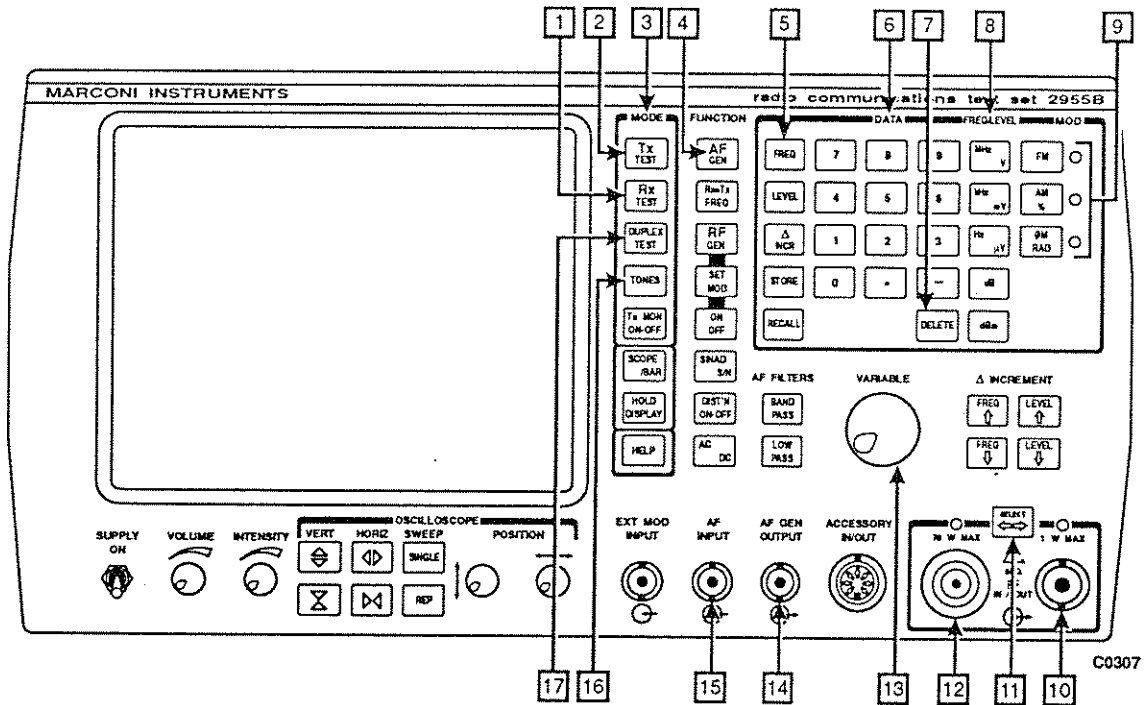 1 2 3 4 5 6 7 8 9
MARCONI INSTRUMENTS
radio communications test set 2955B
MODE FUNCTION DATA FREQ/LEVEL MOD
Tx TEST
AF GEN
FREQ 7 8 9 MHz V FM
Rx TEST
Rx=Tx FREQ
LEVEL 4 5 6 mV AM %
DUPLEX TEST
RF GEN
Δ INCR 1 2 3 Hz µV ØM RAD
TONES
SET MOD
STORE 0 dB
Tx MON ON-OFF
ON OFF
RECALL DELETE dBm
SCOPE /BAR
SINAD S/N
AF FILTERS VARIABLE Δ INCREMENT
HOLD DISPLAY
DIST'N ON-OFF
BAND PASS
FREQ ⇧ LEVEL ⇧
HELP
AC DC
LOW PASS
FREQ ⇩ LEVEL ⇩
OSCILLOSCOPE
SUPPLY ON VOLUME INTENSITY VERT HORIZ SWEEP POSITION
SINGLE
REP
EXT MOD INPUT
AF INPUT
AF GEN OUTPUT
ACCESSORY IN/OUT
SELECT
1 W MAX
C0307
17 16 15 14 13 12 11 10